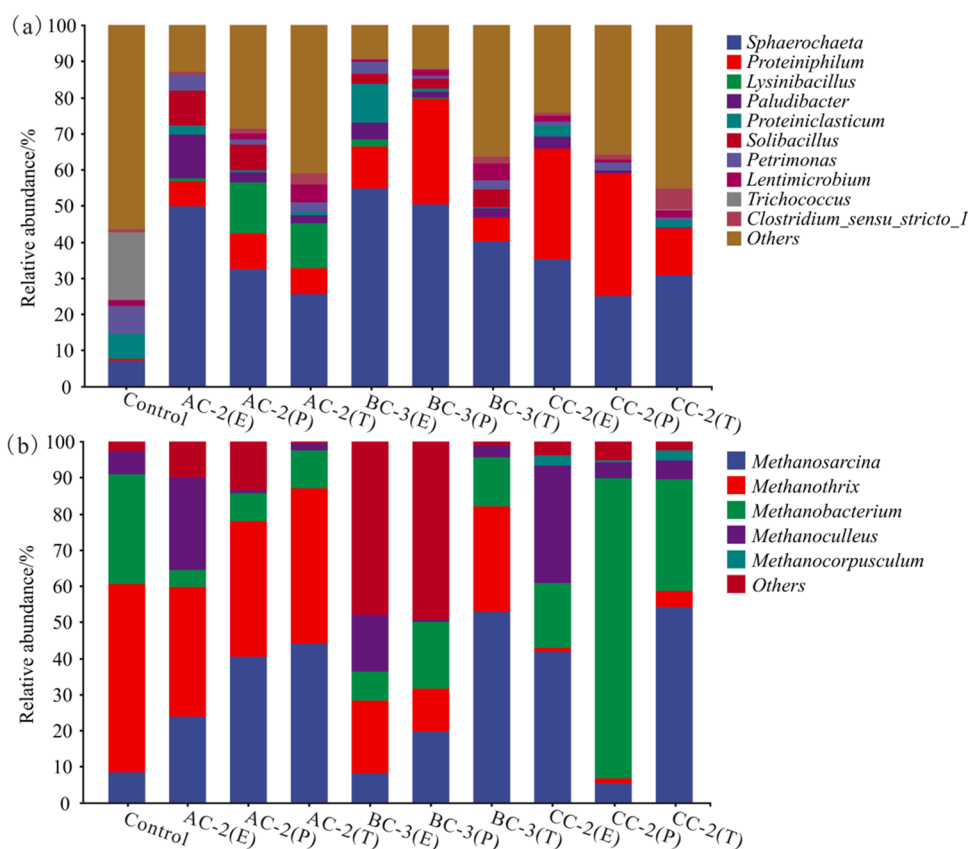 (a)
Relative abundance/%
100
90
80
70
60
50
40
30
20
10
0
Control
AC-2(E)
AC-2(P)
AC-2(T)
BC-3(E)
BC-3(P)
BC-3(T)
CC-2(E)
CC-2(P)
CC-2(T)
Sphaerochaeta
Proteiniphilum
Lysinibacillus
Paludibacter
Proteiniclasticum
Solibacillus
Petrimonas
Lentimicrobium
Trichococcus
Clostridium_sensu_stricto_1
Others
(b)
Relative abundance/%
100
90
80
70
60
50
40
30
20
10
0
Control
AC-2(E)
AC-2(P)
AC-2(T)
BC-3(E)
BC-3(P)
BC-3(T)
CC-2(E)
CC-2(P)
CC-2(T)
Methanosarcina
Methanothrix
Methanobacterium
Methanoculleus
Methanocorpusculum
Others